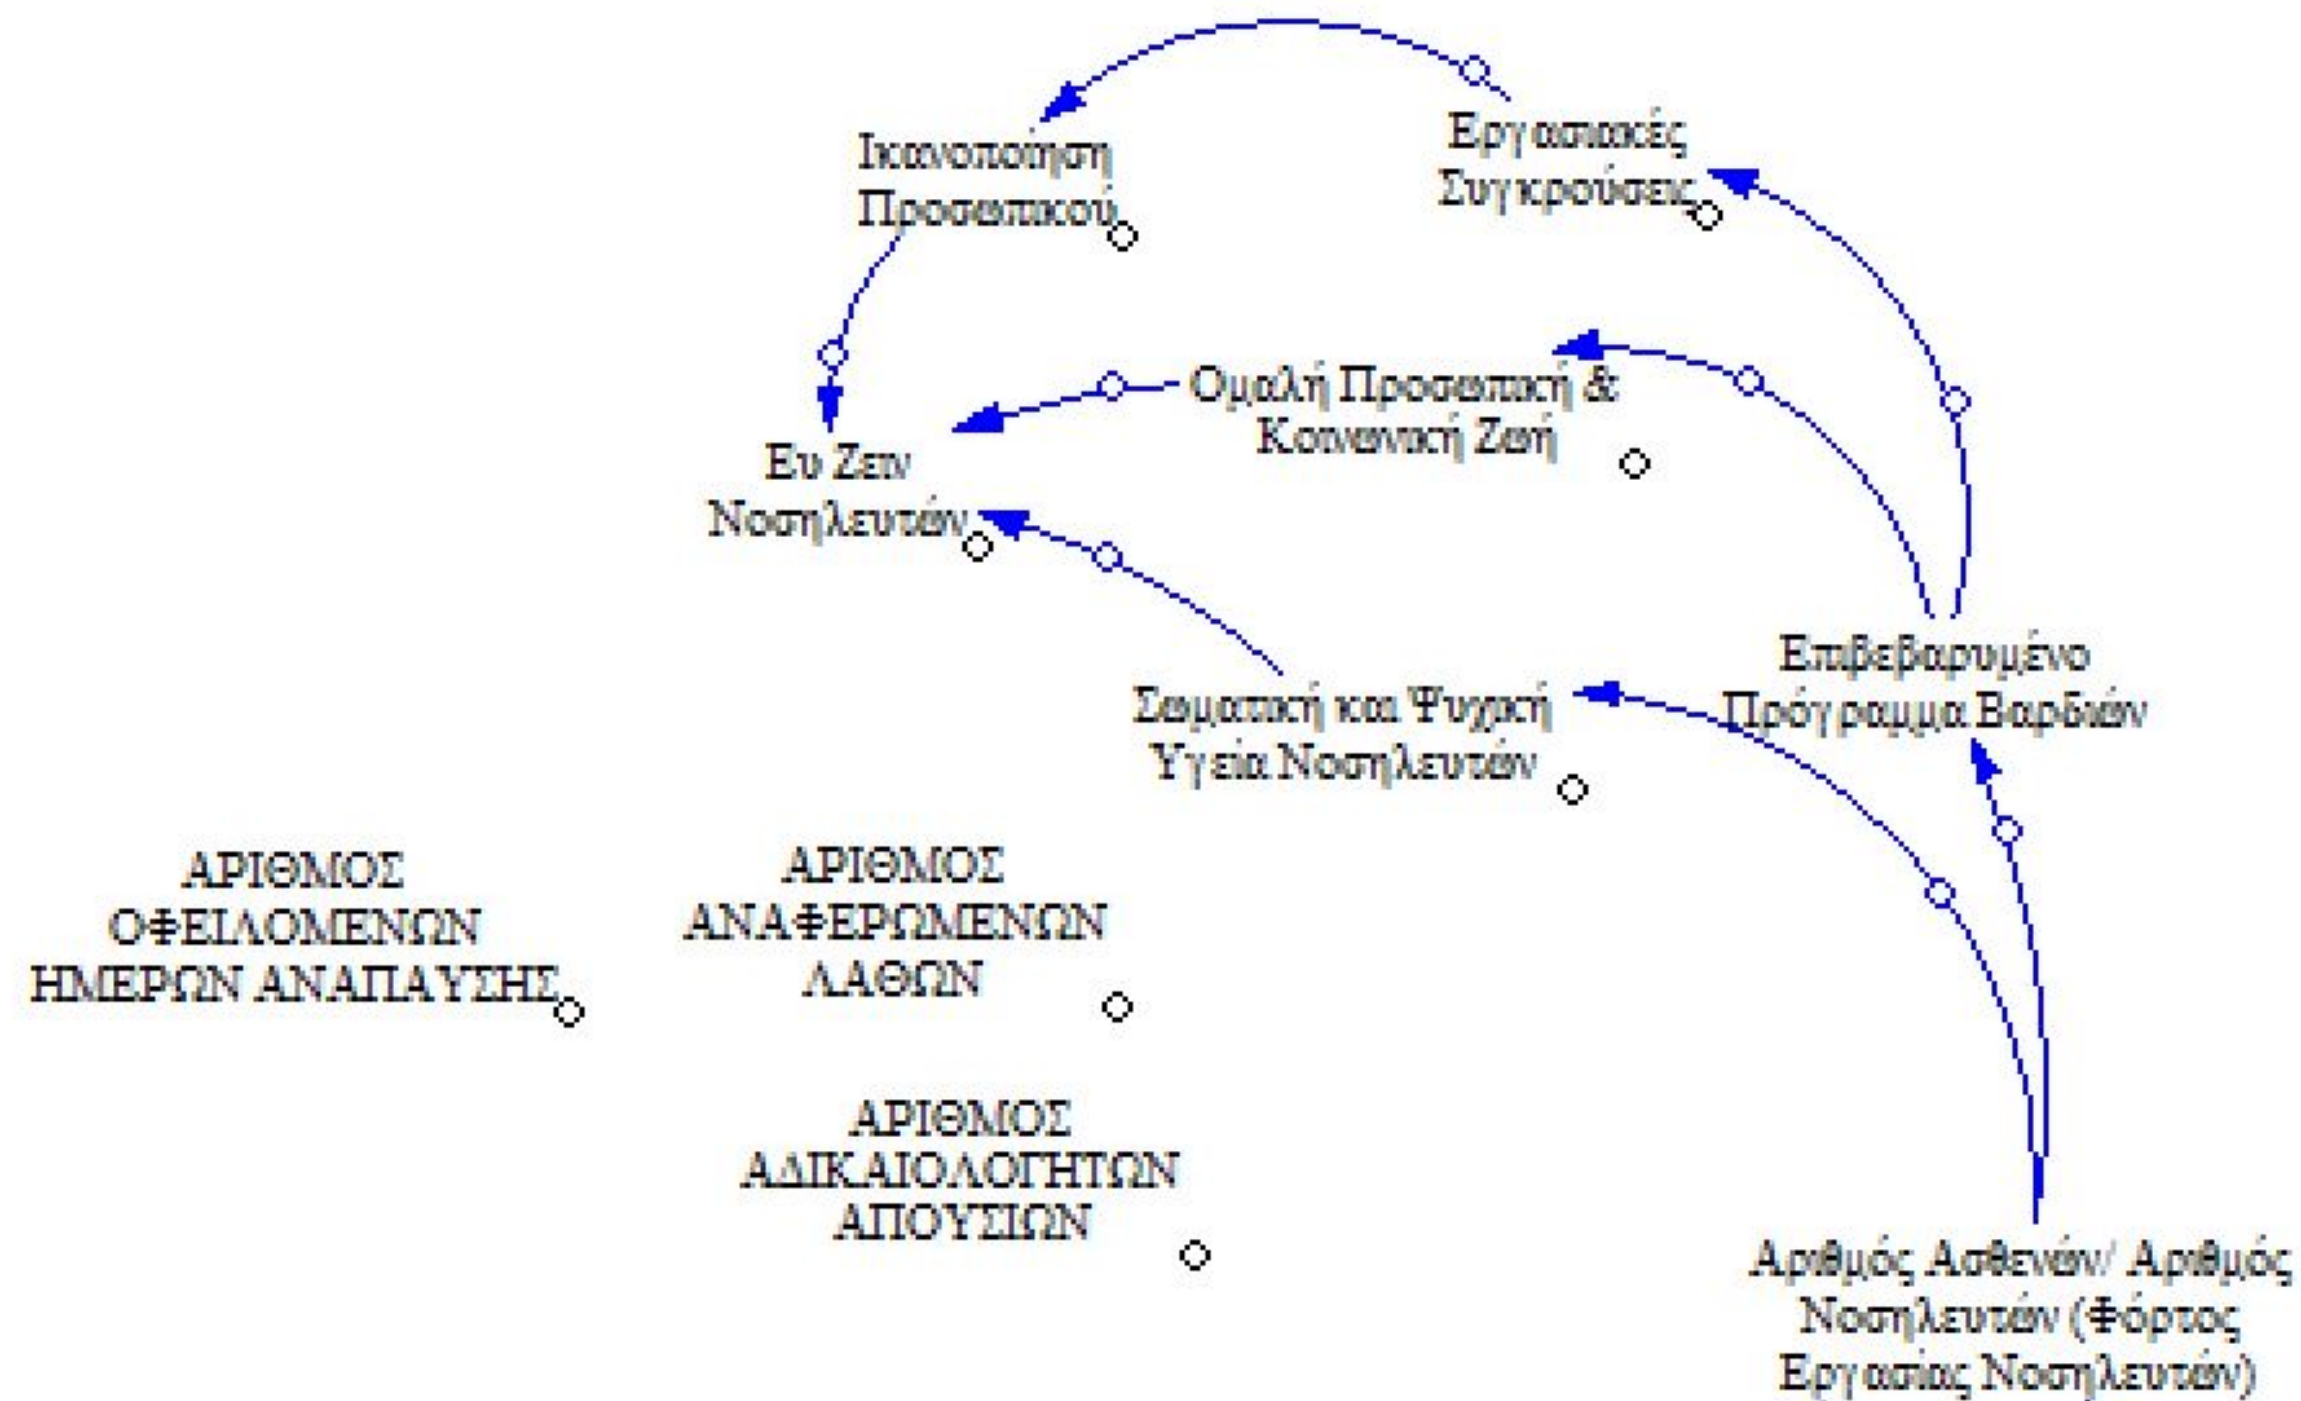 Ικανοποίηση
Προσωπικού
Εργασιακές
Συγκρούσεις
Ομαλή Προσωπική &
Κοινωνική Ζωή
Ευ Ζειν
Νοσηλευτών
Επιβεβαρυμένο
Πρόγραμμα Βαρδιών
Σωματική και Ψυχική
Υγεία Νοσηλευτών
ΑΡΙΘΜΟΣ
ΟΦΕΙΛΟΜΕΝΩΝ
ΗΜΕΡΩΝ ΑΝΑΠΑΥΣΗΣ
ΑΡΙΘΜΟΣ
ΑΝΑΦΕΡΩΜΕΝΩΝ
ΛΑΘΩΝ
ΑΡΙΘΜΟΣ
ΑΔΙΚΑΙΟΛΟΓΗΤΩΝ
ΑΠΟΥΣΙΩΝ
Αριθμός Ασθενών/ Αριθμός
Νοσηλευτών (Φόρτος
Εργασίας Νοσηλευτών)